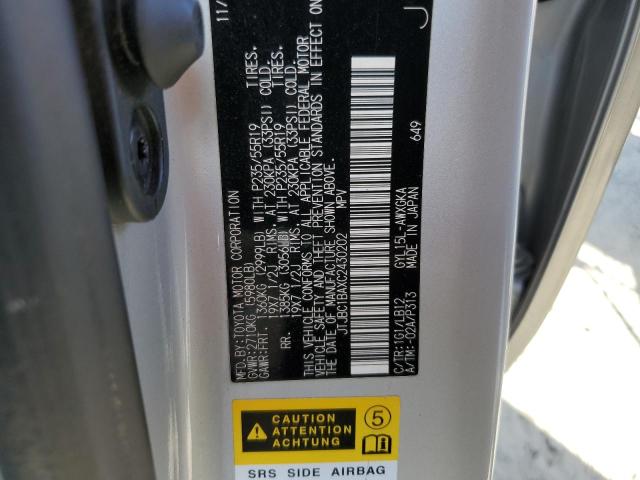 11/
MFD.BY:TOYOTA MOTOR CORPORATION
GVWR:2710KG (5980LB)
GAWR:FRT. 1360KG (2999LB) WITH P235/55R19 TIRES.
19X7 1/2J RIMS. AT 230KPA (33PSI) COLD.
RR. 1385KG (3056LB) WITH P235/55R19 TIRES.
19X7 1/2J RIMS. AT 230KPA (33PSI) COLD.
THIS VEHICLE CONFORMS TO ALL APPLICABLE FEDERAL MOTOR
VEHICLE SAFETY AND THEFT PREVENTION STANDARDS IN EFFECT ON
THE DATE OF MANUFACTURE SHOWN ABOVE.
JTJBC1BAXC2450202 MPV
J
649
C/TR:1G1/LB12 GYL15L-AWXGKA
A/TM:-02A/P313 MADE IN JAPAN
CAUTION
ATTENTION
ACHTUNG
5
SRS SIDE AIRBAG